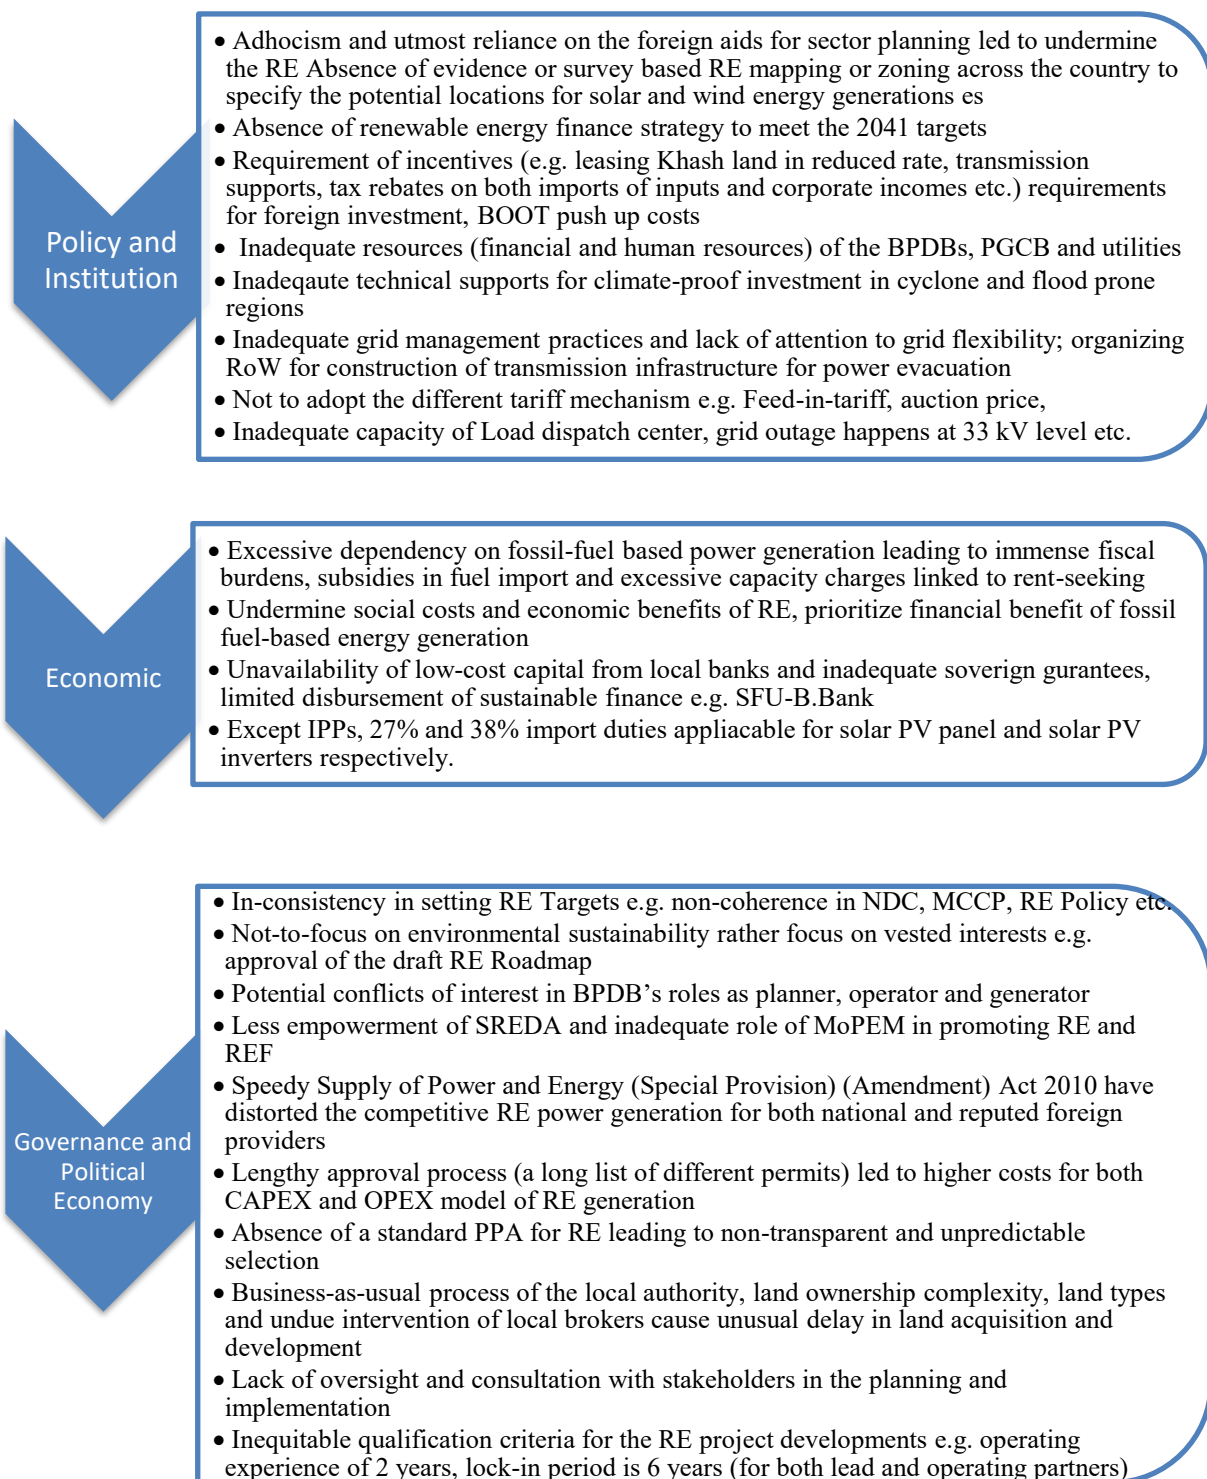 • Adhocism and utmost reliance on the foreign aids for sector planning led to undermine
the RE Absence of evidence or survey based RE mapping or zoning across the country to
specify the potential locations for solar and wind energy generations es
• Absence of renewable energy finance strategy to meet the 2041 targets
• Requirement of incentives (e.g. leasing Khash land in reduced rate, transmission
supports, tax rebates on both imports of inputs and corporate incomes etc.) requirements
for foreign investment, BOOT push up costs
• Inadequate resources (financial and human resources) of the BPDBs, PGCB and utilities
• Inadeqaute technical supports for climate-proof investment in cyclone and flood prone
regions
• Inadequate grid management practices and lack of attention to grid flexibility; organizing
RoW for construction of transmission infrastructure for power evacuation
• Not to adopt the different tariff mechanism e.g. Feed-in-tariff, auction price,
• Inadequate capacity of Load dispatch center, grid outage happens at 33 kV level etc.
Policy and
Institution
• Excessive dependency on fossil-fuel based power generation leading to immense fiscal
burdens, subsidies in fuel import and excessive capacity charges linked to rent-seeking
• Undermine social costs and economic benefits of RE, prioritize financial benefit of fossil
fuel-based energy generation
• Unavailability of low-cost capital from local banks and inadequate soverign gurantees,
limited disbursement of sustainable finance e.g. SFU-B.Bank
• Except IPPs, 27% and 38% import duties appliacable for solar PV panel and solar PV
inverters respectively.
Economic
• In-consistency in setting RE Targets e.g. non-coherence in NDC, MCCP, RE Policy etc.
• Not-to-focus on environmental sustainability rather focus on vested interests e.g.
approval of the draft RE Roadmap
• Potential conflicts of interest in BPDB’s roles as planner, operator and generator
• Less empowerment of SREDA and inadequate role of MoPEM in promoting RE and
REF
• Speedy Supply of Power and Energy (Special Provision) (Amendment) Act 2010 have
distorted the competitive RE power generation for both national and reputed foreign
providers
• Lengthy approval process (a long list of different permits) led to higher costs for both
CAPEX and OPEX model of RE generation
• Absence of a standard PPA for RE leading to non-transparent and unpredictable
selection
• Business-as-usual process of the local authority, land ownership complexity, land types
and undue intervention of local brokers cause unusual delay in land acquisition and
development
• Lack of oversight and consultation with stakeholders in the planning and
implementation
• Inequitable qualification criteria for the RE project developments e.g. operating
experience of 2 years, lock-in period is 6 years (for both lead and operating partners)
Governance and
Political
Economy